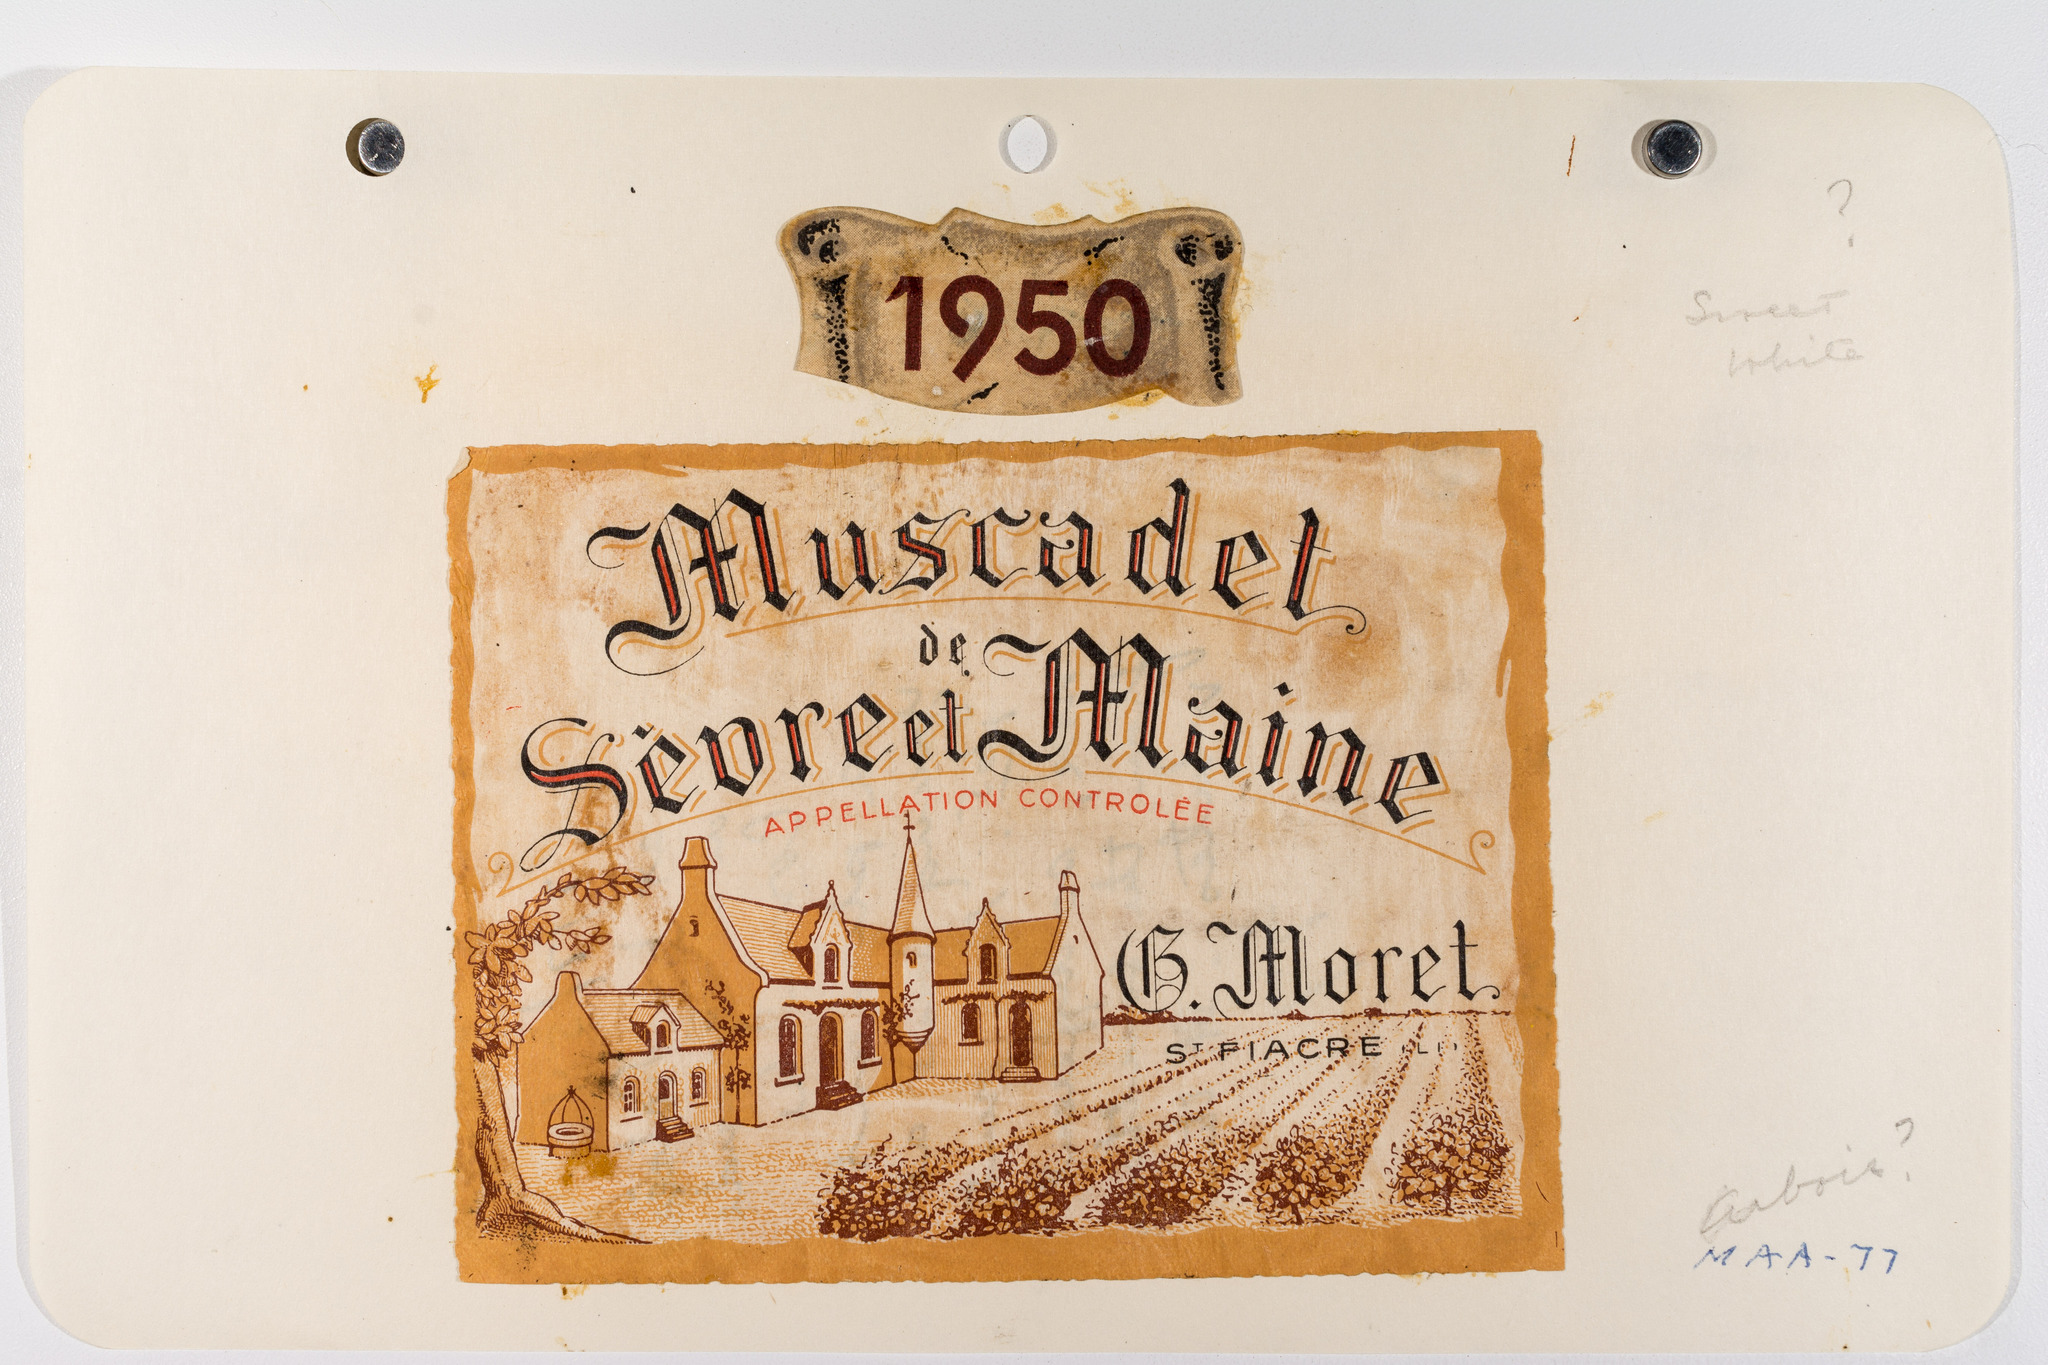 ?
Sweet
White
1950
Muscadet
de
Sèvre et Maine
APPELLATION CONTROLÉE
G. Moret
ST FIACRE
Arbois?
MAA-77